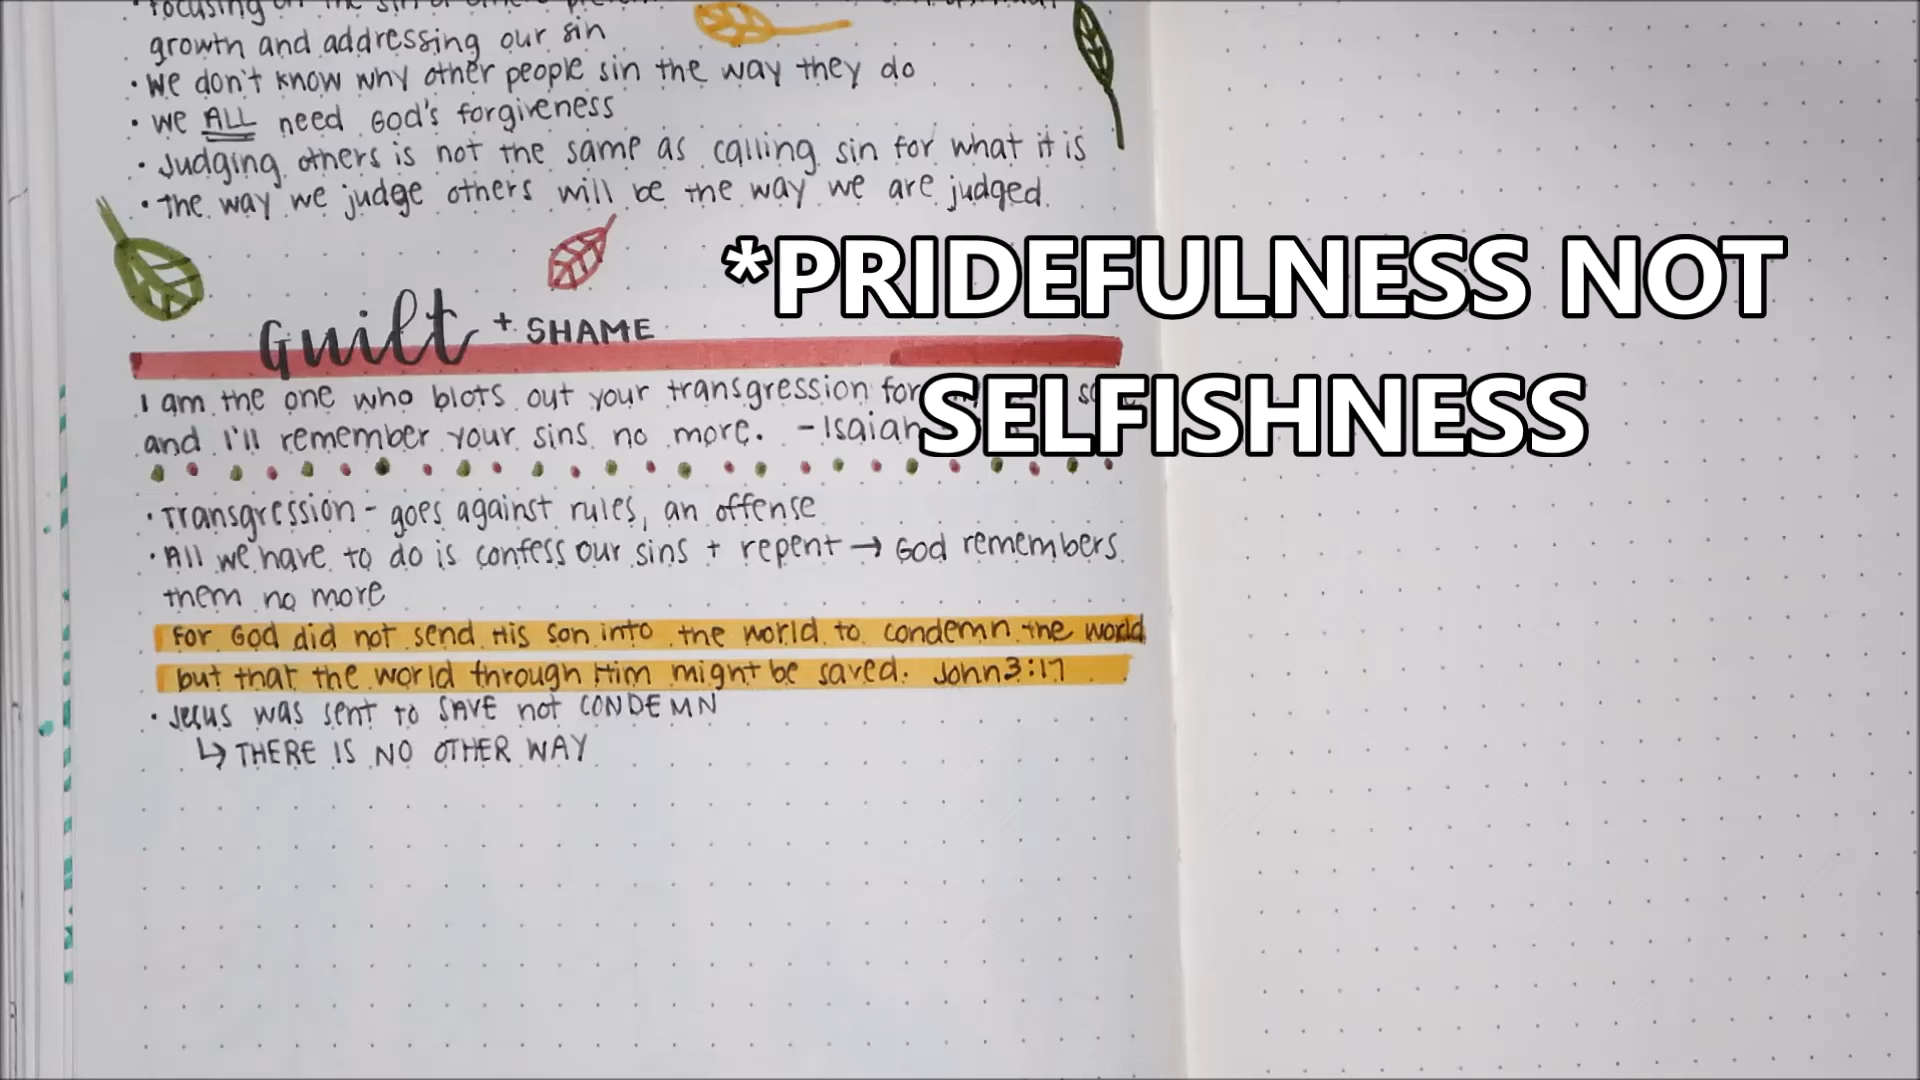 focusing on the sin of others
growth and addressing our sin
• we don't know why other people sin the way they do
• we ALL need God's forgiveness
• Judging others is not the same as calling sin for what it is
• the way we judge others will be the way we are judged.
*PRIDEFULNESS NOT
SELFISHNESS
Guilt + SHAME
I am the one who blots out your transgression for
and I'll remember your sins no more. - Isaiah
• Transgression - goes against rules, an offense
• All we have to do is confess our sins + repent → God remembers
them no more
For God did not send His son into the world to condemn the world
but that the world through Him might be saved. John 3:17
• Jesus was sent to SAVE not CONDEMN
↳ THERE IS NO OTHER WAY